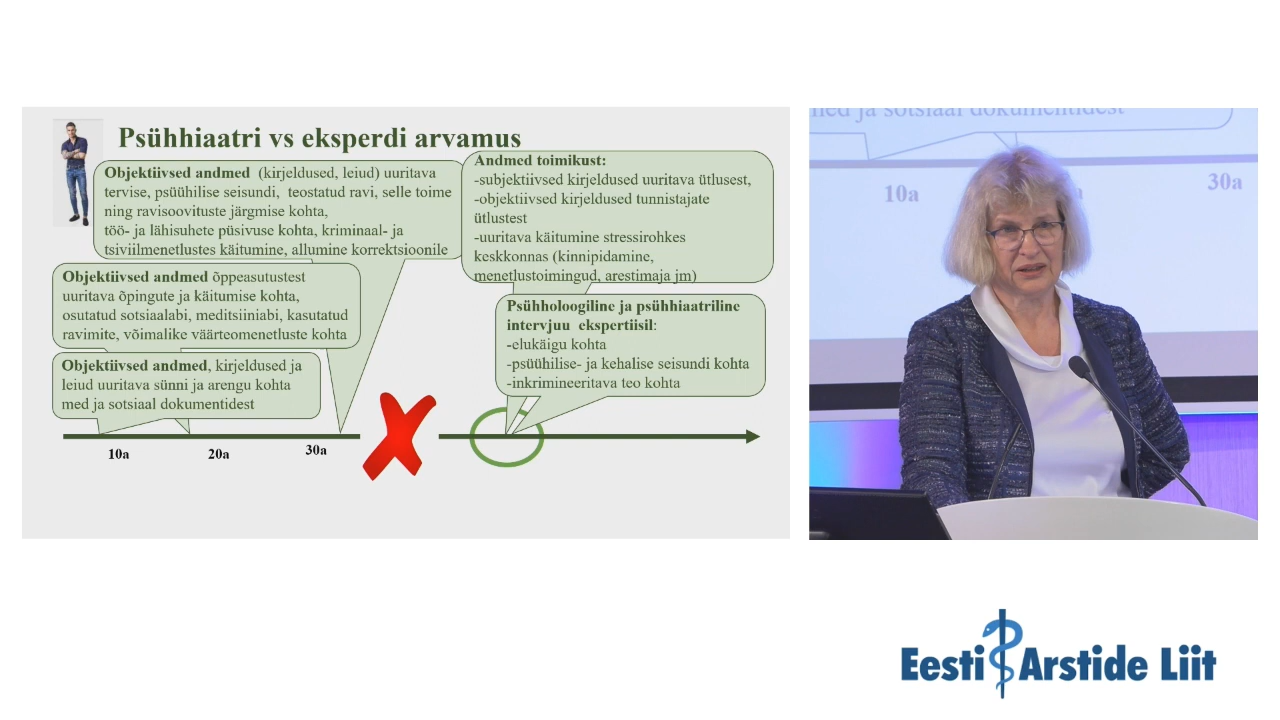 Psühhiaatri vs eksperdi arvamus
Objektiivsed andmed (kirjeldused, leiud) uuritava
tervise, psüühilise seisundi, teostatud ravi, selle toime
ning ravisoovituste järgmise kohta,
töö- ja lähisuhete püsivuse kohta, kriminaal- ja
tsiviilmenetlustes käitumine, allumine korrektsioonile
Andmed toimikust:
-subjektiivsed kirjeldused uuritava ütlusest,
-objektiivsed kirjeldused tunnistajate
ütlustest
-uuritava käitumine stressirohkes
keskkonnas (kinnipidamine,
menetlustoimingud, arestimaja jm)
Objektiivsed andmed õppeasutustest
uuritava õpingute ja käitumise kohta,
osutatud sotsiaalabi, meditsiiniabi, kasutatud
ravimite, võimalike väärteomenetluste kohta
Psühholoogiline ja psühhiaatriline
intervjuu ekspertiisil:
-elukäigu kohta
-psüühilise- ja kehalise seisundi kohta
-inkrimineeritava teo kohta
Objektiivsed andmed, kirjeldused ja
leiud uuritava sünni ja arengu kohta
med ja sotsiaal dokumentidest
10a
20a
30a
med ja sotsiaal dokumentidest
10a
30a
Eesti Arstide Liit